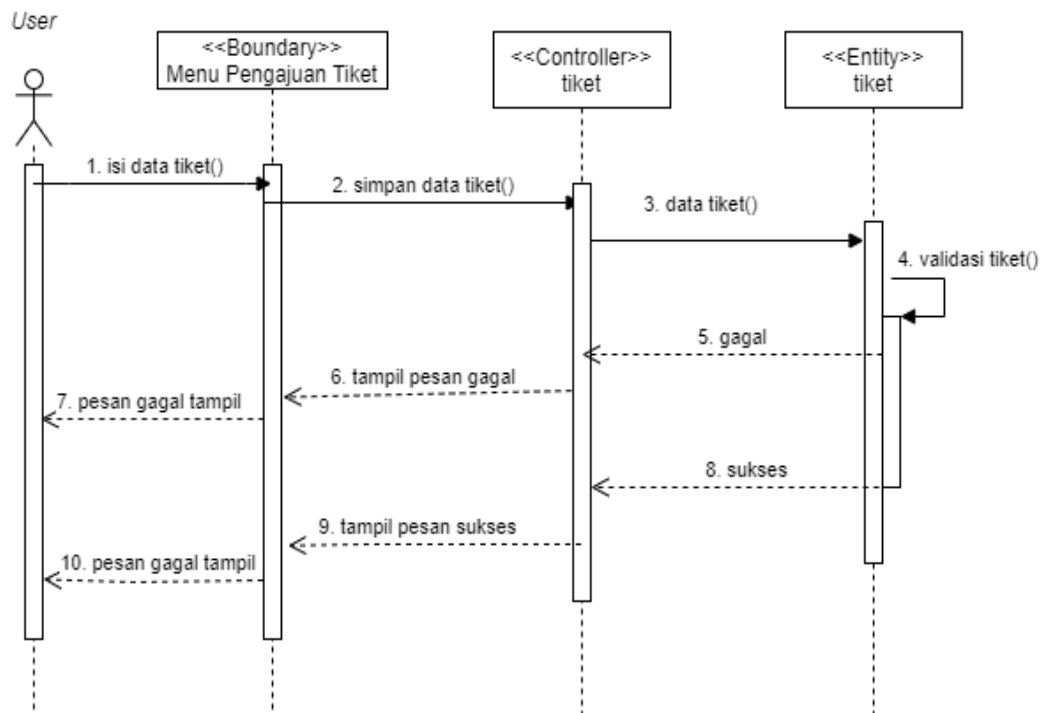 User
<<Boundary>>
Menu Pengajuan Tiket
<<Controller>>
tiket
<<Entity>>
tiket
1. isi data tiket()
2. simpan data tiket()
3. data tiket()
4. validasi tiket()
5. gagal
6. tampil pesan gagal
7. pesan gagal tampil
8. sukses
9. tampil pesan sukses
10. pesan gagal tampil